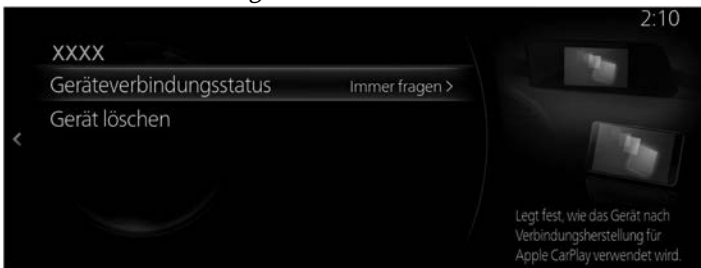 2:10
XXXX
Geräteverbindungsstatus Immer fragen >
Gerät löschen
<
Legt fest, wie das Gerät nach
Verbindungsherstellung für
Apple CarPlay verwendet wird.